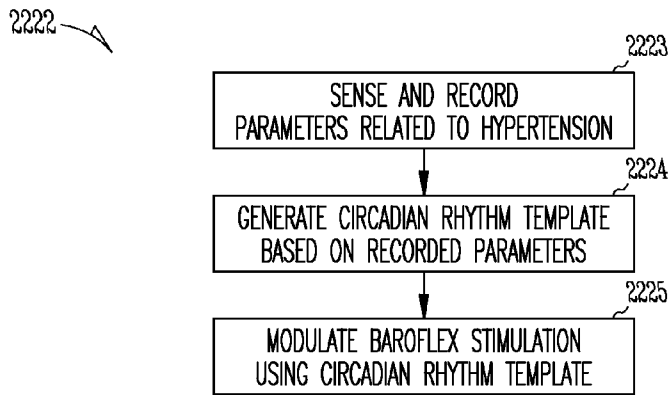 2222
2223
SENSE AND RECORD
PARAMETERS RELATED TO HYPERTENSION
2224
GENERATE CIRCADIAN RHYTHM TEMPLATE
BASED ON RECORDED PARAMETERS
2225
MODULATE BAROFLEX STIMULATION
USING CIRCADIAN RHYTHM TEMPLATE